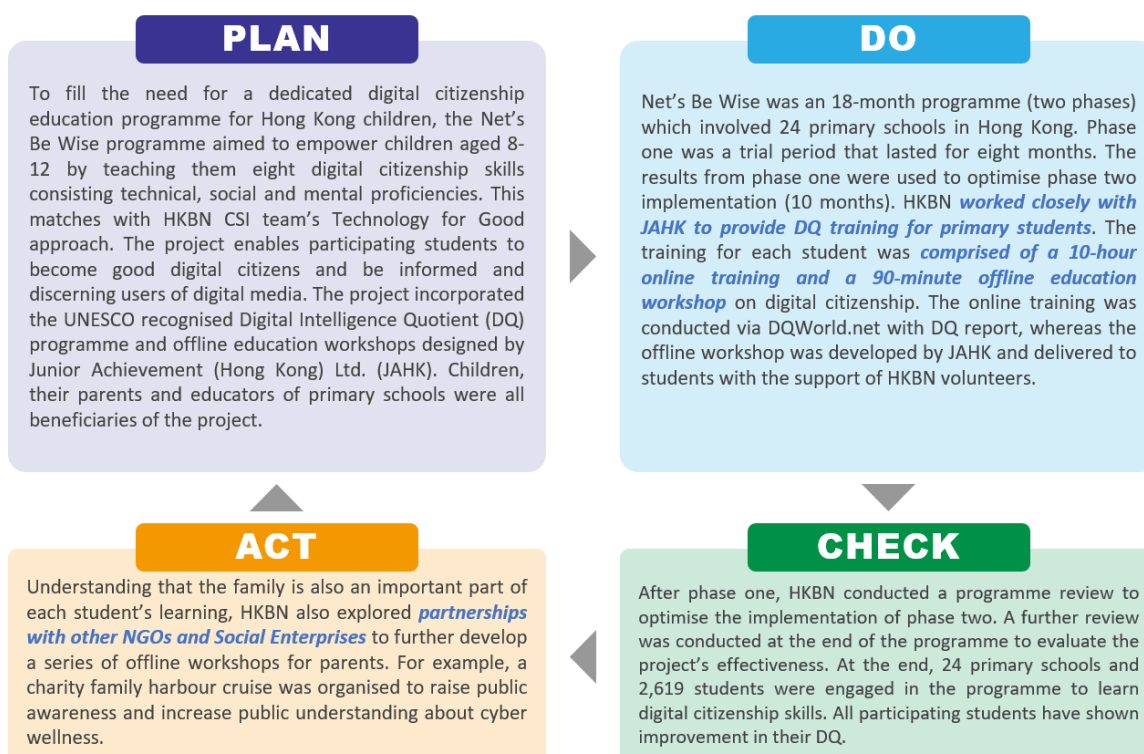 PLAN
To fill the need for a dedicated digital citizenship
education programme for Hong Kong children, the Net's
Be Wise programme aimed to empower children aged 8-
12 by teaching them eight digital citizenship skills
consisting technical, social and mental proficiencies. This
matches with HKBN CSI team's Technology for Good
approach. The project enables participating students to
become good digital citizens and be informed and
discerning users of digital media. The project incorporated
the UNESCO recognised Digital Intelligence Quotient (DQ)
programme and offline education workshops designed by
Junior Achievement (Hong Kong) Ltd. (JAHK). Children,
their parents and educators of primary schools were all
beneficiaries of the project.
DO
Net's Be Wise was an 18-month programme (two phases)
which involved 24 primary schools in Hong Kong. Phase
one was a trial period that lasted for eight months. The
results from phase one were used to optimise phase two
implementation (10 months). HKBN worked closely with
JAHK to provide DQ training for primary students. The
training for each student was comprised of a 10-hour
online training and a 90-minute offline education
workshop on digital citizenship. The online training was
conducted via DQWorld.net with DQ report, whereas the
offline workshop was developed by JAHK and delivered to
students with the support of HKBN volunteers.
ACT
Understanding that the family is also an important part of
each student's learning, HKBN also explored partnerships
with other NGOs and Social Enterprises to further develop
a series of offline workshops for parents. For example, a
charity family harbour cruise was organised to raise public
awareness and increase public understanding about cyber
wellness.
CHECK
After phase one, HKBN conducted a programme review to
optimise the implementation of phase two. A further review
was conducted at the end of the programme to evaluate the
project's effectiveness. At the end, 24 primary schools and
2,619 students were engaged in the programme to learn
digital citizenship skills. All participating students have shown
improvement in their DQ.